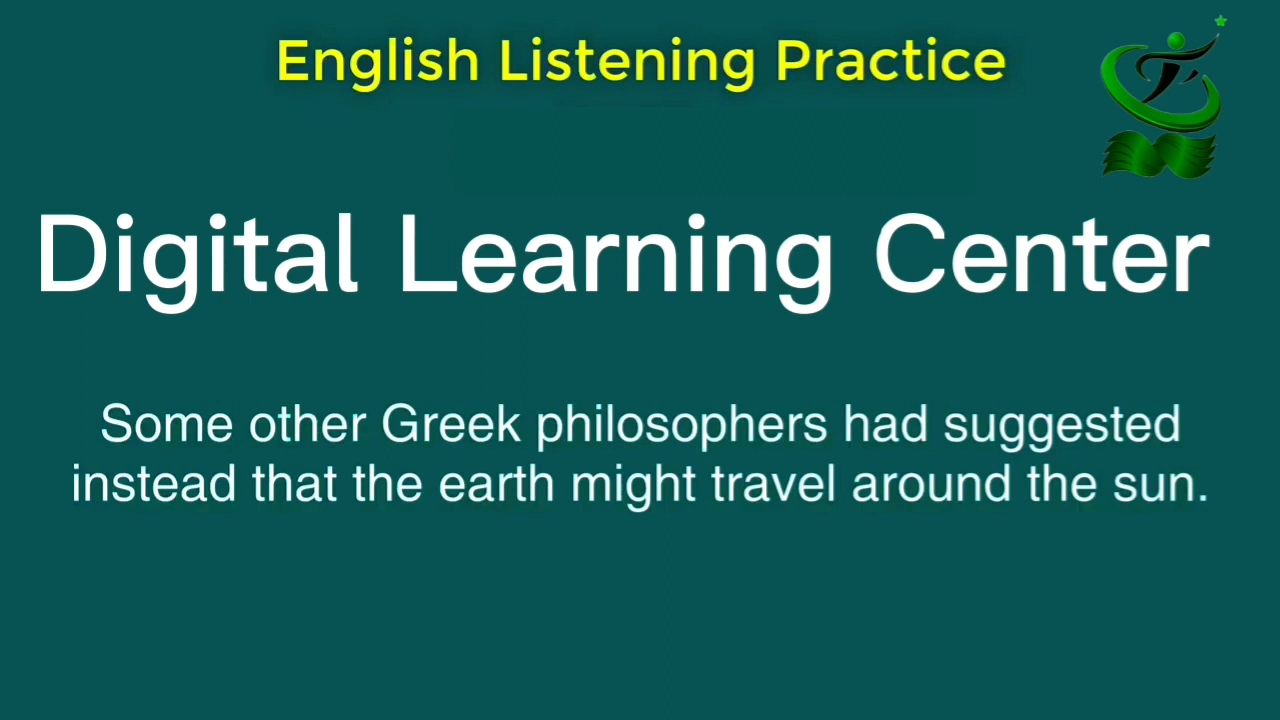 English Listening Practice
Digital Learning Center
Some other Greek philosophers had suggested
instead that the earth might travel around the sun.